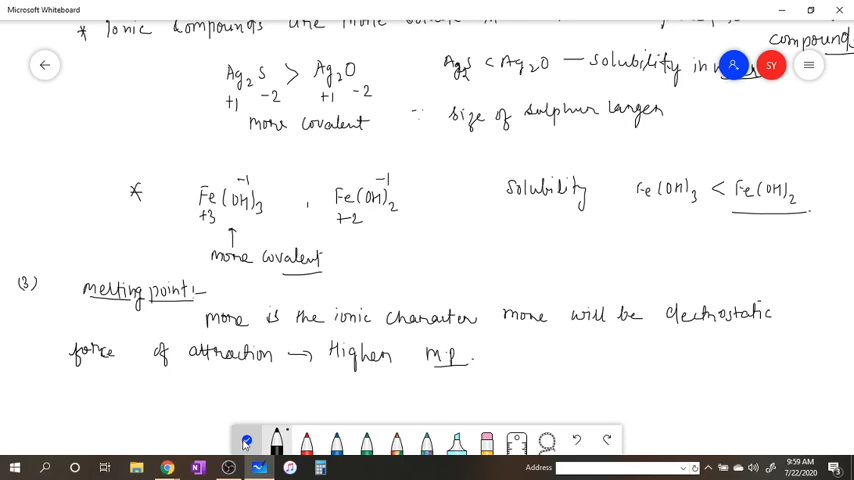 Microsoft Whiteboard
* Ionic compounds are more soluble
compounds
Ag2S > Ag2O
+1 -2 +1 -2
Ag2S < Ag2O — solubility in
SY
more covalent
∵ size of sulphur larger
* Fe(OH)3 , Fe(OH)2
-1 -1
+3 +2
solubility Fe(OH)3 < Fe(OH)2
↑
more covalent
(3) melting point:-
more is the ionic character more will be electrostatic
force of attraction → Higher m.p.
Address
9:59 AM
7/22/2020